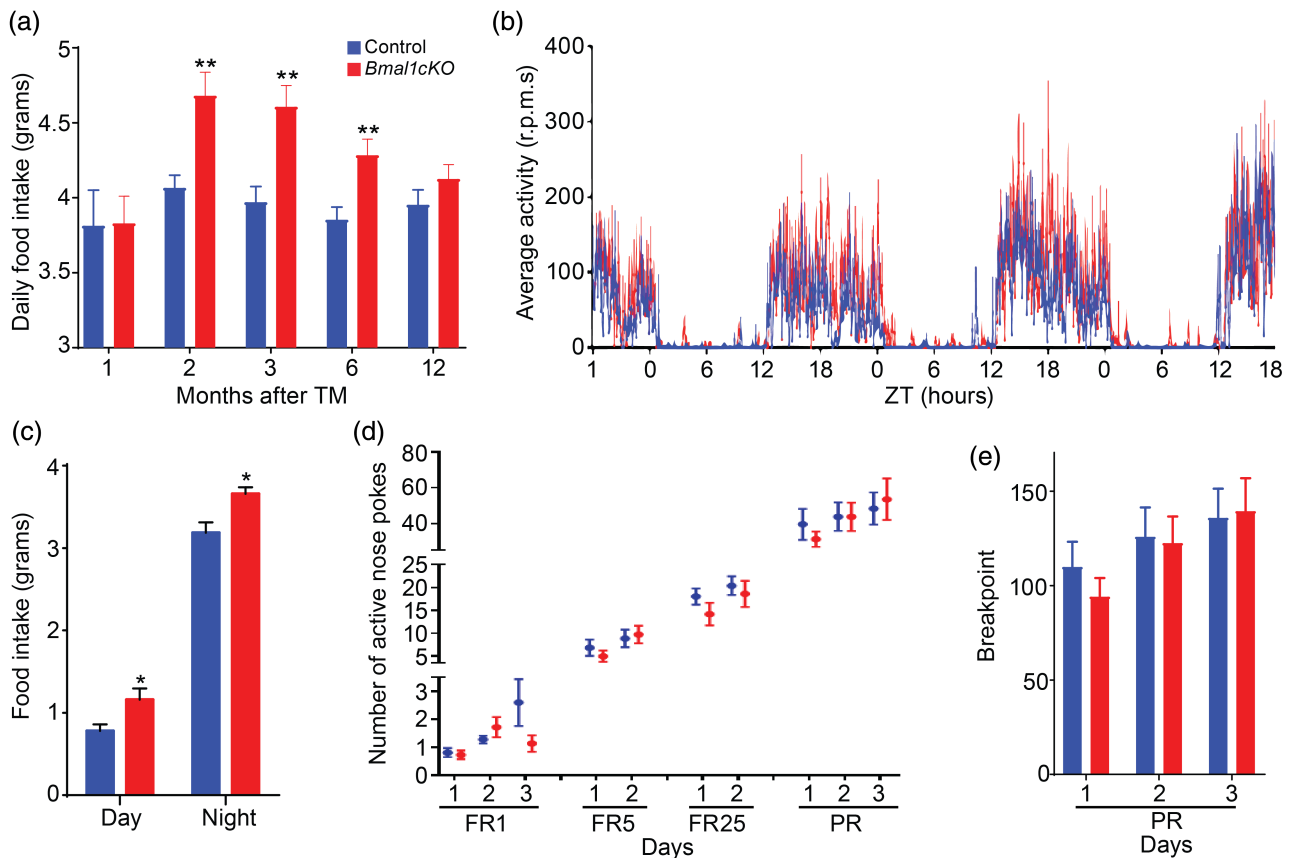 (a)
Daily food intake (grams)
5
4.5
4
3.5
3
Control
Bmal1cKO
**
**
**
1 2 3 6 12
Months after TM
(b)
Average activity (r.p.m.s)
400
300
200
100
0
1 0 6 12 18 0 6 12 0 6 12 18
ZT (hours)
(c)
Food intake (grams)
4
3
2
1
0
*
*
Day Night
(d)
Number of active nose pokes
80
60
40
25
20
15
10
5
3
2
1
0
1 2 3 1 2 1 2 1 2 3
FR1 FR5 FR25 PR
Days
(e)
Breakpoint
150
100
50
0
1 2 3
PR
Days